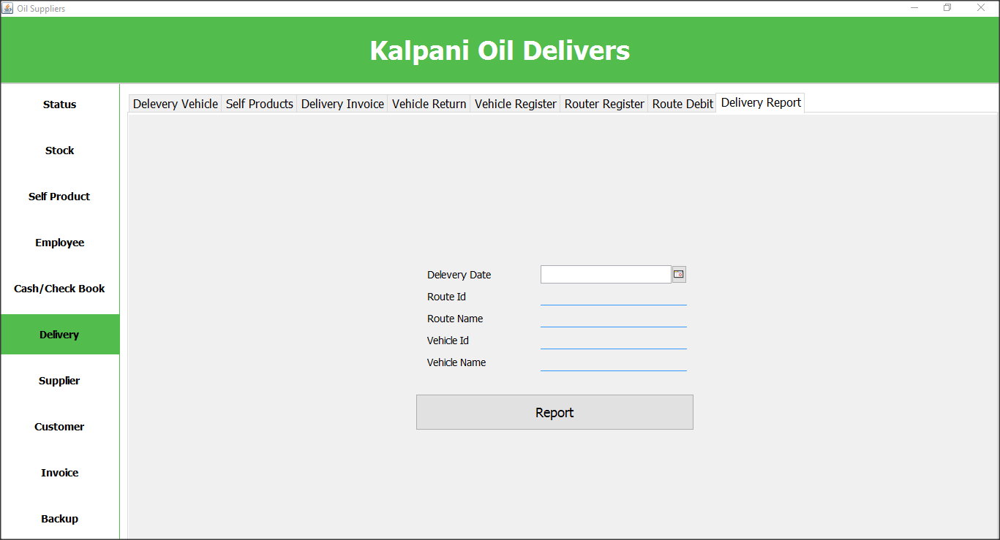 Oil Suppliers
Kalpani Oil Delivers
Status
Stock
Self Product
Employee
Cash/Check Book
Delivery
Supplier
Customer
Invoice
Backup
Delevery Vehicle Self Products Delivery Invoice Vehicle Return Vehicle Register Router Register Route Debit Delivery Report
Delevery Date
Route Id
Route Name
Vehicle Id
Vehicle Name
Report